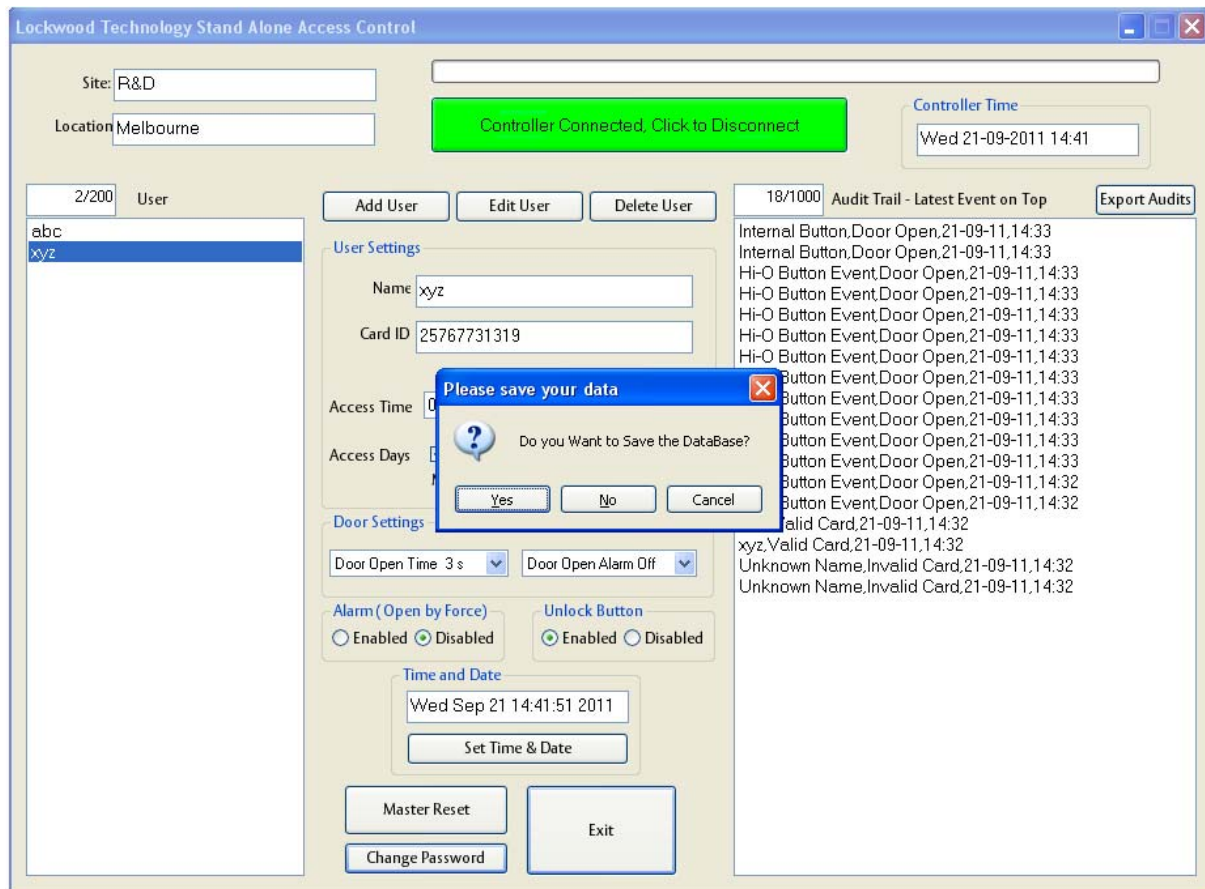 Lockwood Technology Stand Alone Access Control
Site: R&D
Location Melbourne
Controller Connected, Click to Disconnect
Controller Time
Wed 21-09-2011 14:41
2/200 User
abc
xyz
Add User
Edit User
Delete User
User Settings
Name xyz
Card ID 25767731319
Access Time
Access Days
Please save your data
Do you Want to Save the DataBase?
Yes
No
Cancel
Door Settings
Door Open Time 3 s
Door Open Alarm Off
Alarm ( Open by Force)
Enabled
Disabled
Unlock Button
Enabled
Disabled
Time and Date
Wed Sep 21 14:41:51 2011
Set Time & Date
Master Reset
Change Password
Exit
18/1000 Audit Trail - Latest Event on Top
Export Audits
Internal Button,Door Open,21-09-11,14:33
Internal Button,Door Open,21-09-11,14:33
Hi-O Button Event,Door Open,21-09-11,14:33
Hi-O Button Event,Door Open,21-09-11,14:33
Hi-O Button Event,Door Open,21-09-11,14:33
Hi-O Button Event,Door Open,21-09-11,14:33
Hi-O Button Event,Door Open,21-09-11,14:33
Button Event,Door Open,21-09-11,14:33
Button Event,Door Open,21-09-11,14:33
Button Event,Door Open,21-09-11,14:33
Button Event,Door Open,21-09-11,14:33
Button Event,Door Open,21-09-11,14:33
Button Event,Door Open,21-09-11,14:32
Button Event,Door Open,21-09-11,14:32
Valid Card,21-09-11,14:32
xyz,Valid Card,21-09-11,14:32
Unknown Name,Invalid Card,21-09-11,14:32
Unknown Name,Invalid Card,21-09-11,14:32